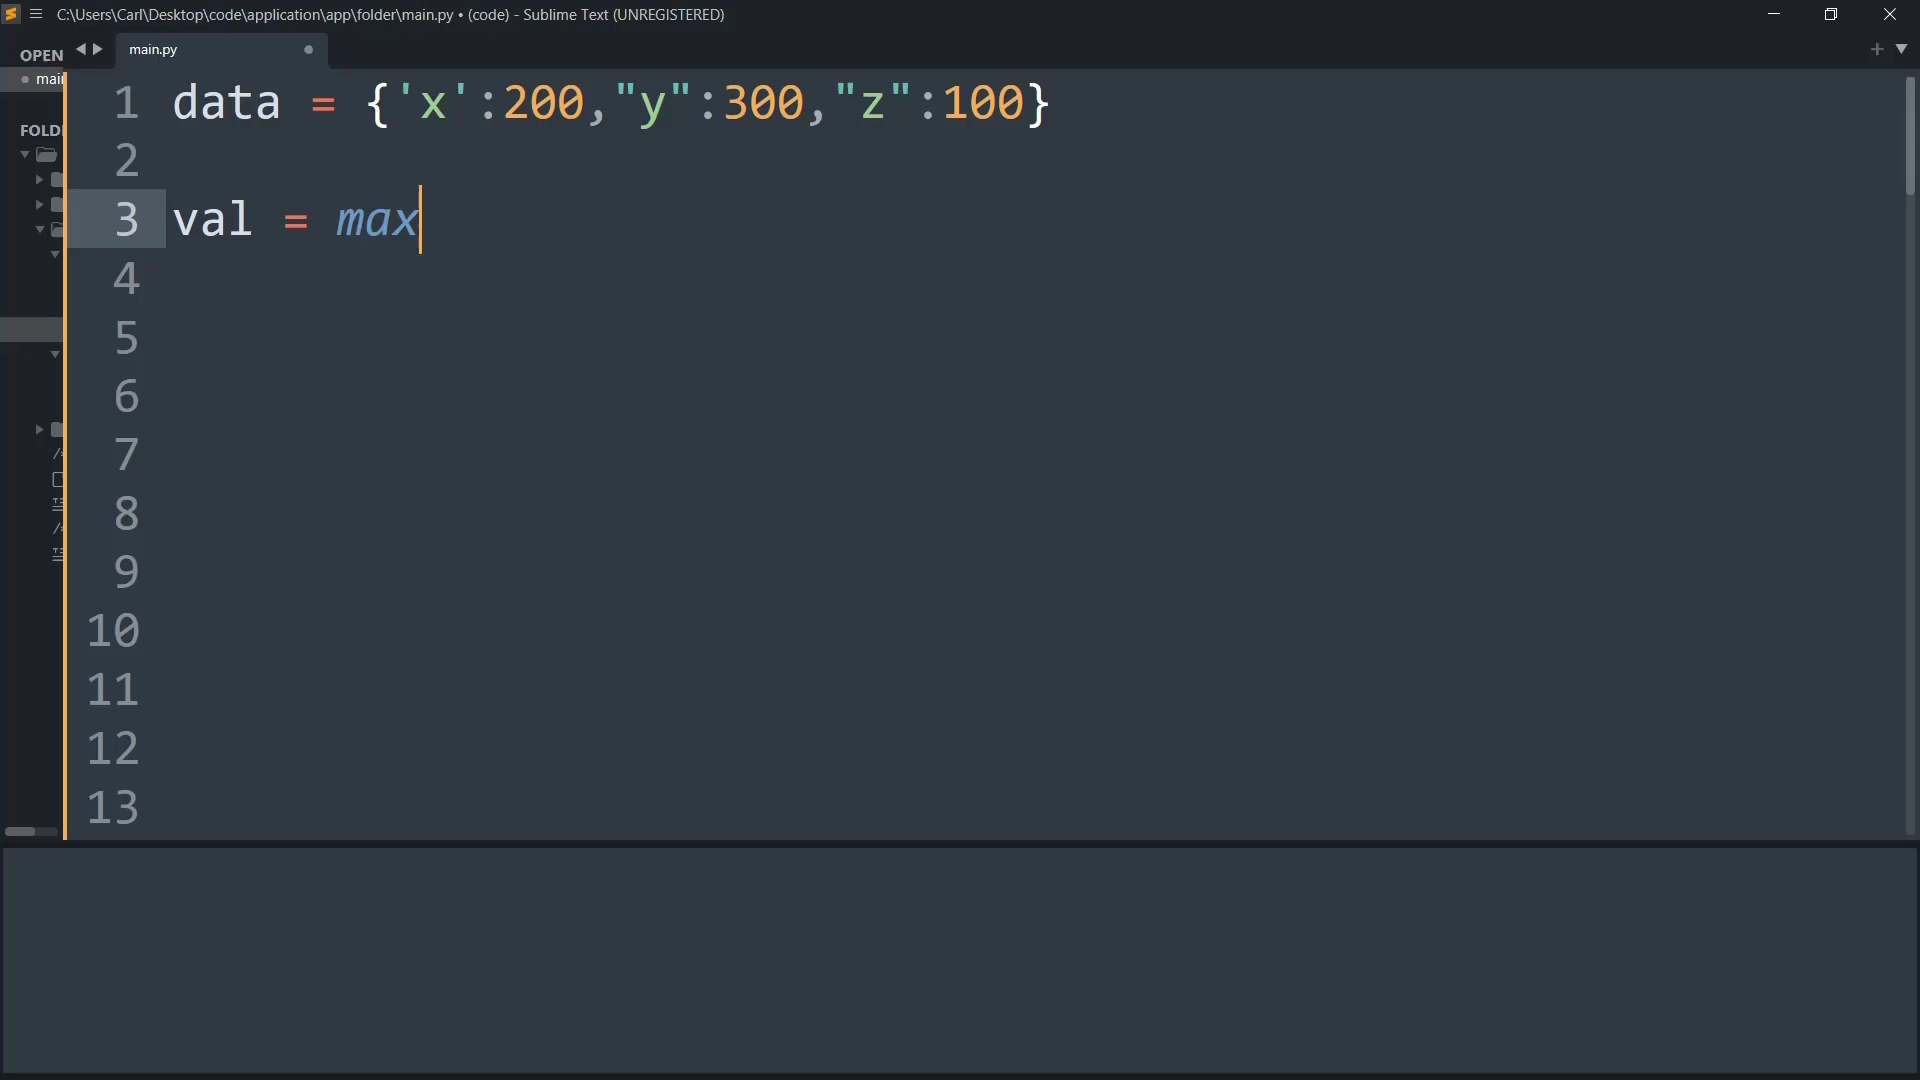 C:\Users\Carl\Desktop\code\application\app\folder\main.py • (code) - Sublime Text (UNREGISTERED)
OPEN
main.py
mai
FOLD
1 data = {'x':200,"y":300,"z":100}
2
3 val = max
4
5
6
7
8
9
10
11
12
13